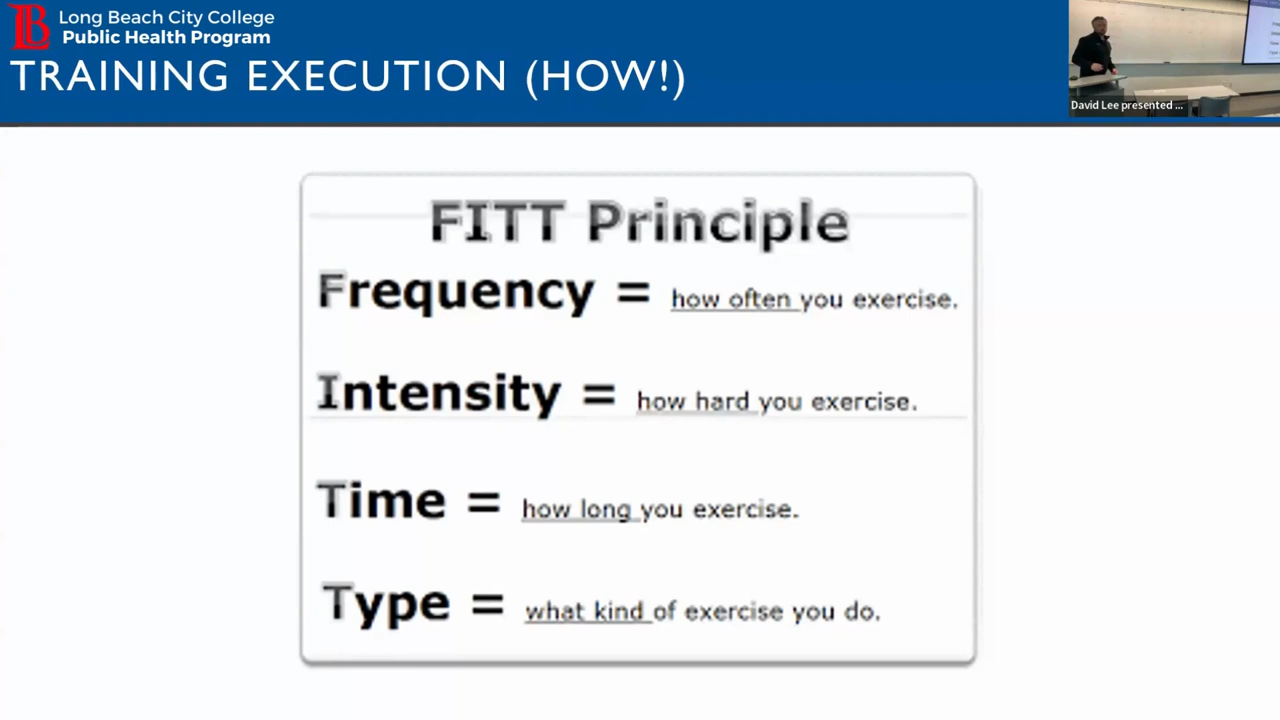 Long Beach City College
Public Health Program
TRAINING EXECUTION (HOW!)
David Lee presented ...
FITT Principle
Frequency = how often you exercise.
Intensity = how hard you exercise.
Time = how long you exercise.
Type = what kind of exercise you do.